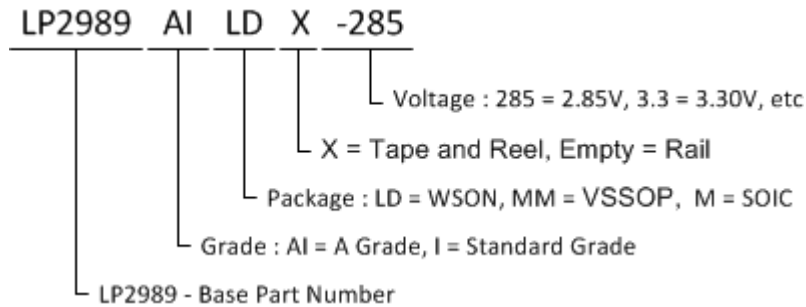 LP2989 AI LD X -285
Voltage : 285 = 2.85V, 3.3 = 3.30V, etc
X = Tape and Reel, Empty = Rail
Package : LD = WSON, MM = VSSOP, M = SOIC
Grade : AI = A Grade, I = Standard Grade
LP2989 - Base Part Number